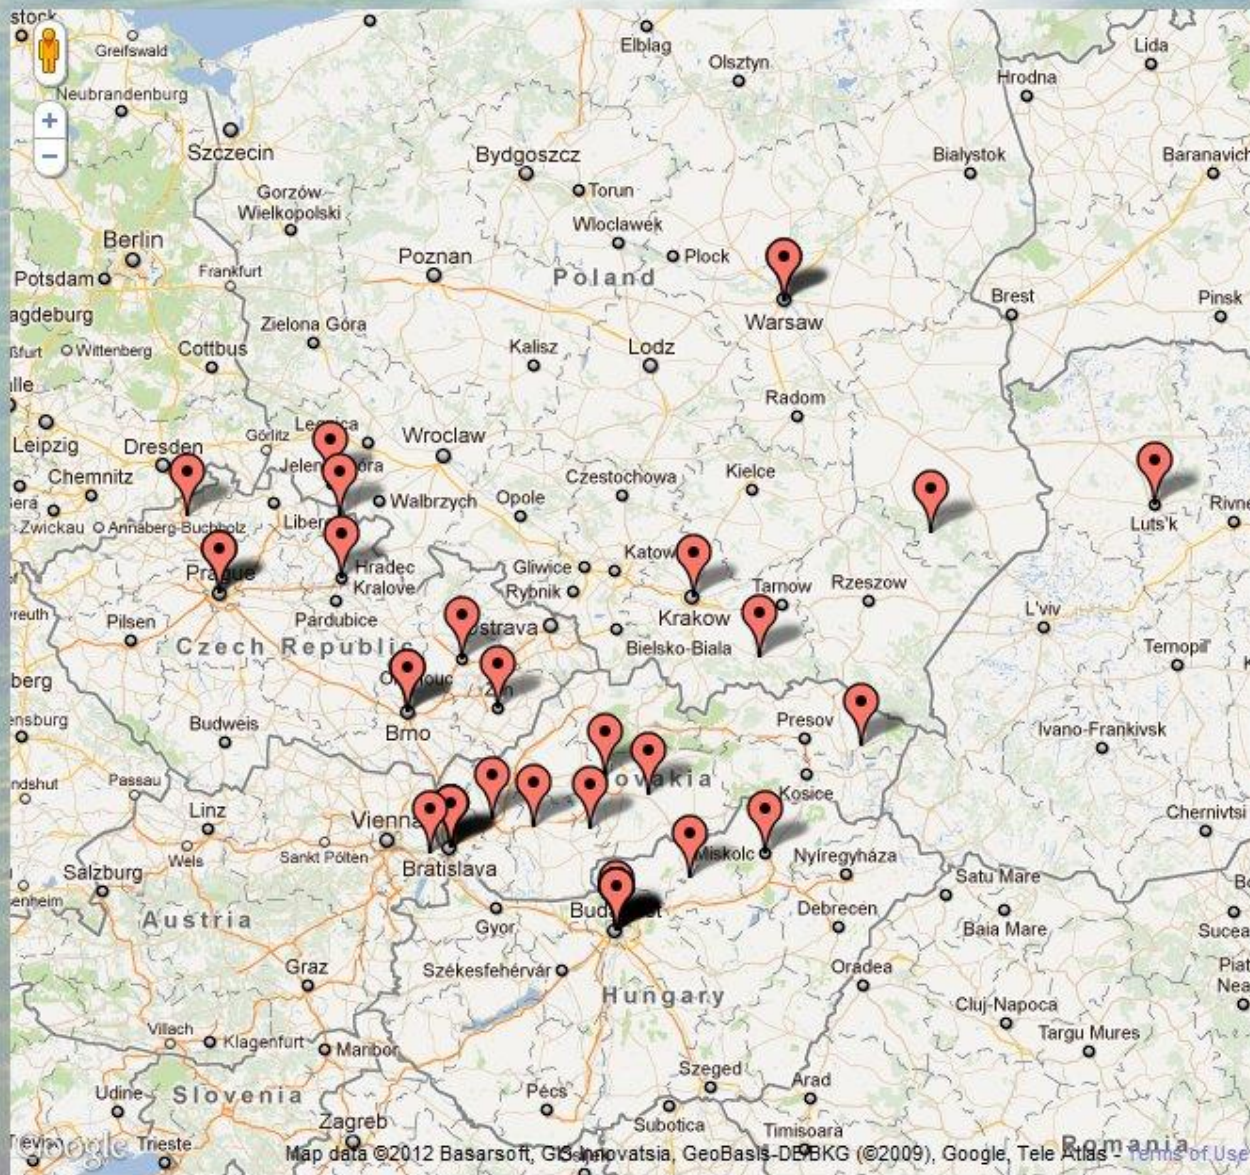 Greifswald
Elblag
Olsztyn
Lida
Hrodna
Neubrandenburg
Szczecin
Bydgoszcz
Bialystok
Baranavich
Gorzów
Wielkopolski
Torun
Wloclawek
Berlin
Poznan
Plock
Potsdam
Frankfurt
Poland
Brest
Pinsk
agdeburg
Zielona Góra
Warsaw
Wittenberg
Cottbus
Kalisz
Lodz
Radom
Leipzig
Dresden
Görlitz
Wroclaw
Chemnitz
Czestochowa
Kielce
Walbrzych
Opole
Zwickau
Annaberg-Buchholz
Luts'k
Katow
Gliwice
Hradec
Kralove
Rybnik
Tarnow
Rzeszow
Prague
Pilsen
Pardubice
Krakow
L'viv
Czech Republic
Bielsko-Biala
Ternopil'
Budweis
Brno
Presov
Ivano-Frankivsk
Passau
Kosice
Linz
Vienna
Chernivtsi
Wels
Sankt Pölten
Bratislava
Miskolc
Nyíregyháza
Salzburg
Satu Mare
Austria
Gyor
Debrecen
Baia Mare
Graz
Székesfehérvár
Oradea
Hungary
Cluj-Napoca
Villach
Klagenfurt
Maribor
Targu Mures
Udine
Slovenia
Pécs
Szeged
Arad
Zagreb
Subotica
Timisoara
Google
Trieste
Romania
Map data ©2012 Basarsoft, GIS Innovatsia, GeoBasis-DE/BKG (©2009), Google, Tele Atlas - Terms of Use